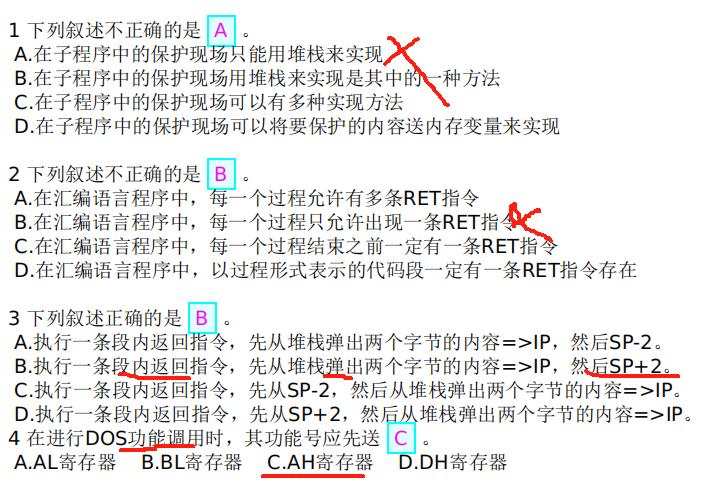 1 下列叙述不正确的是 A 。
A.在子程序中的保护现场只能用堆栈来实现
B.在子程序中的保护现场用堆栈来实现是其中的一种方法
C.在子程序中的保护现场可以有多种实现方法
D.在子程序中的保护现场可以将要保护的内容送内存变量来实现
2 下列叙述不正确的是 B 。
A.在汇编语言程序中，每一个过程允许有多条RET指令
B.在汇编语言程序中，每一个过程只允许出现一条RET指令
C.在汇编语言程序中，每一个过程结束之前一定有一条RET指令
D.在汇编语言程序中，以过程形式表示的代码段一定有一条RET指令存在
3 下列叙述正确的是 B 。
A.执行一条段内返回指令，先从堆栈弹出两个字节的内容=>IP，然后SP-2。
B.执行一条段内返回指令，先从堆栈弹出两个字节的内容=>IP，然后SP+2。
C.执行一条段内返回指令，先从SP-2，然后从堆栈弹出两个字节的内容=>IP。
D.执行一条段内返回指令，先从SP+2，然后从堆栈弹出两个字节的内容=>IP。
4 在进行DOS功能调用时，其功能号应先送 C 。
A.AL寄存器 B.BL寄存器 C.AH寄存器 D.DH寄存器